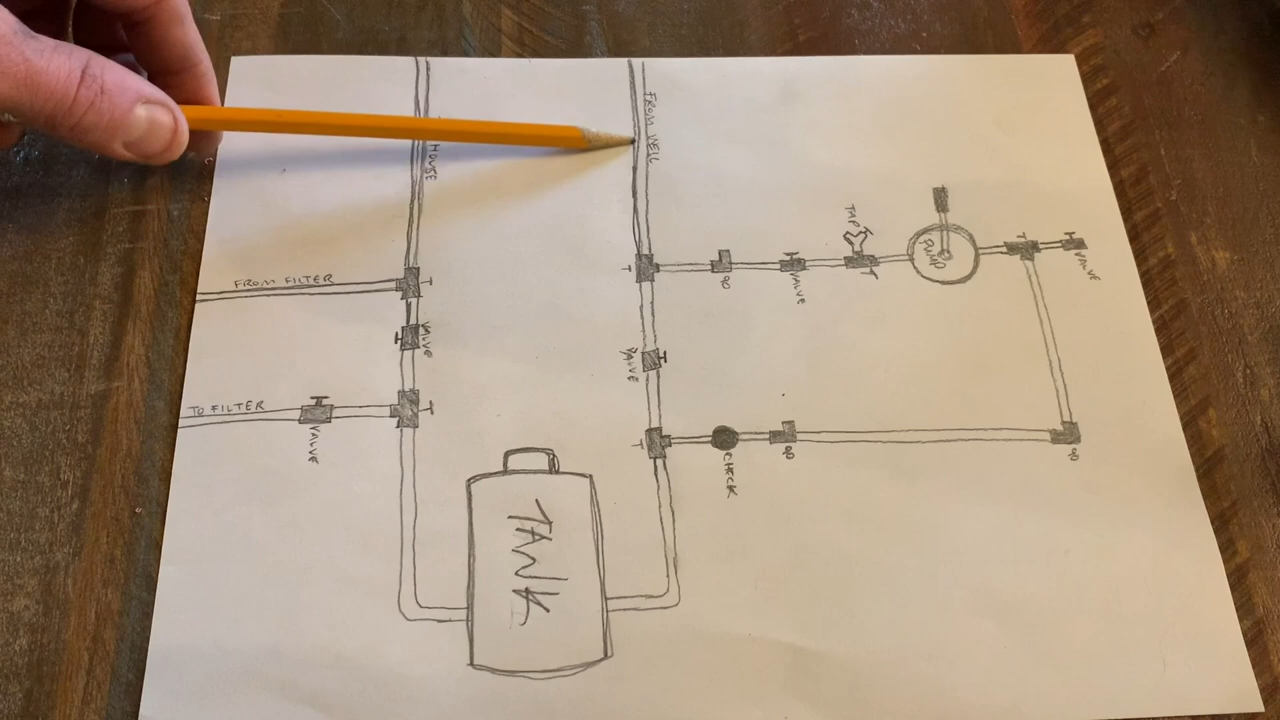 FROM WELL
HOUSE
TAP
PUMP
T
VALVE
T
90
VALVE
T
FROM FILTER
T
VALVE
VALVE
TO FILTER
VALVE
T
T
CHECK
90
90
TANK